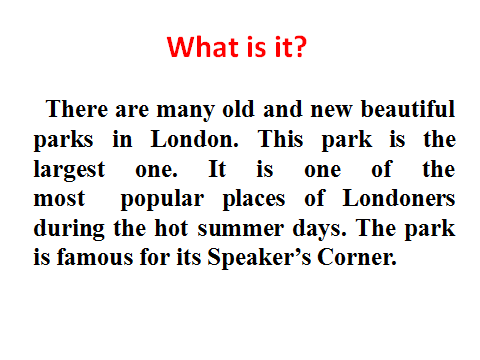 What is it?
There are many old and new beautiful
parks in London. This park is the
largest one. It is one of the
most popular places of Londoners
during the hot summer days. The park
is famous for its Speaker’s Corner.